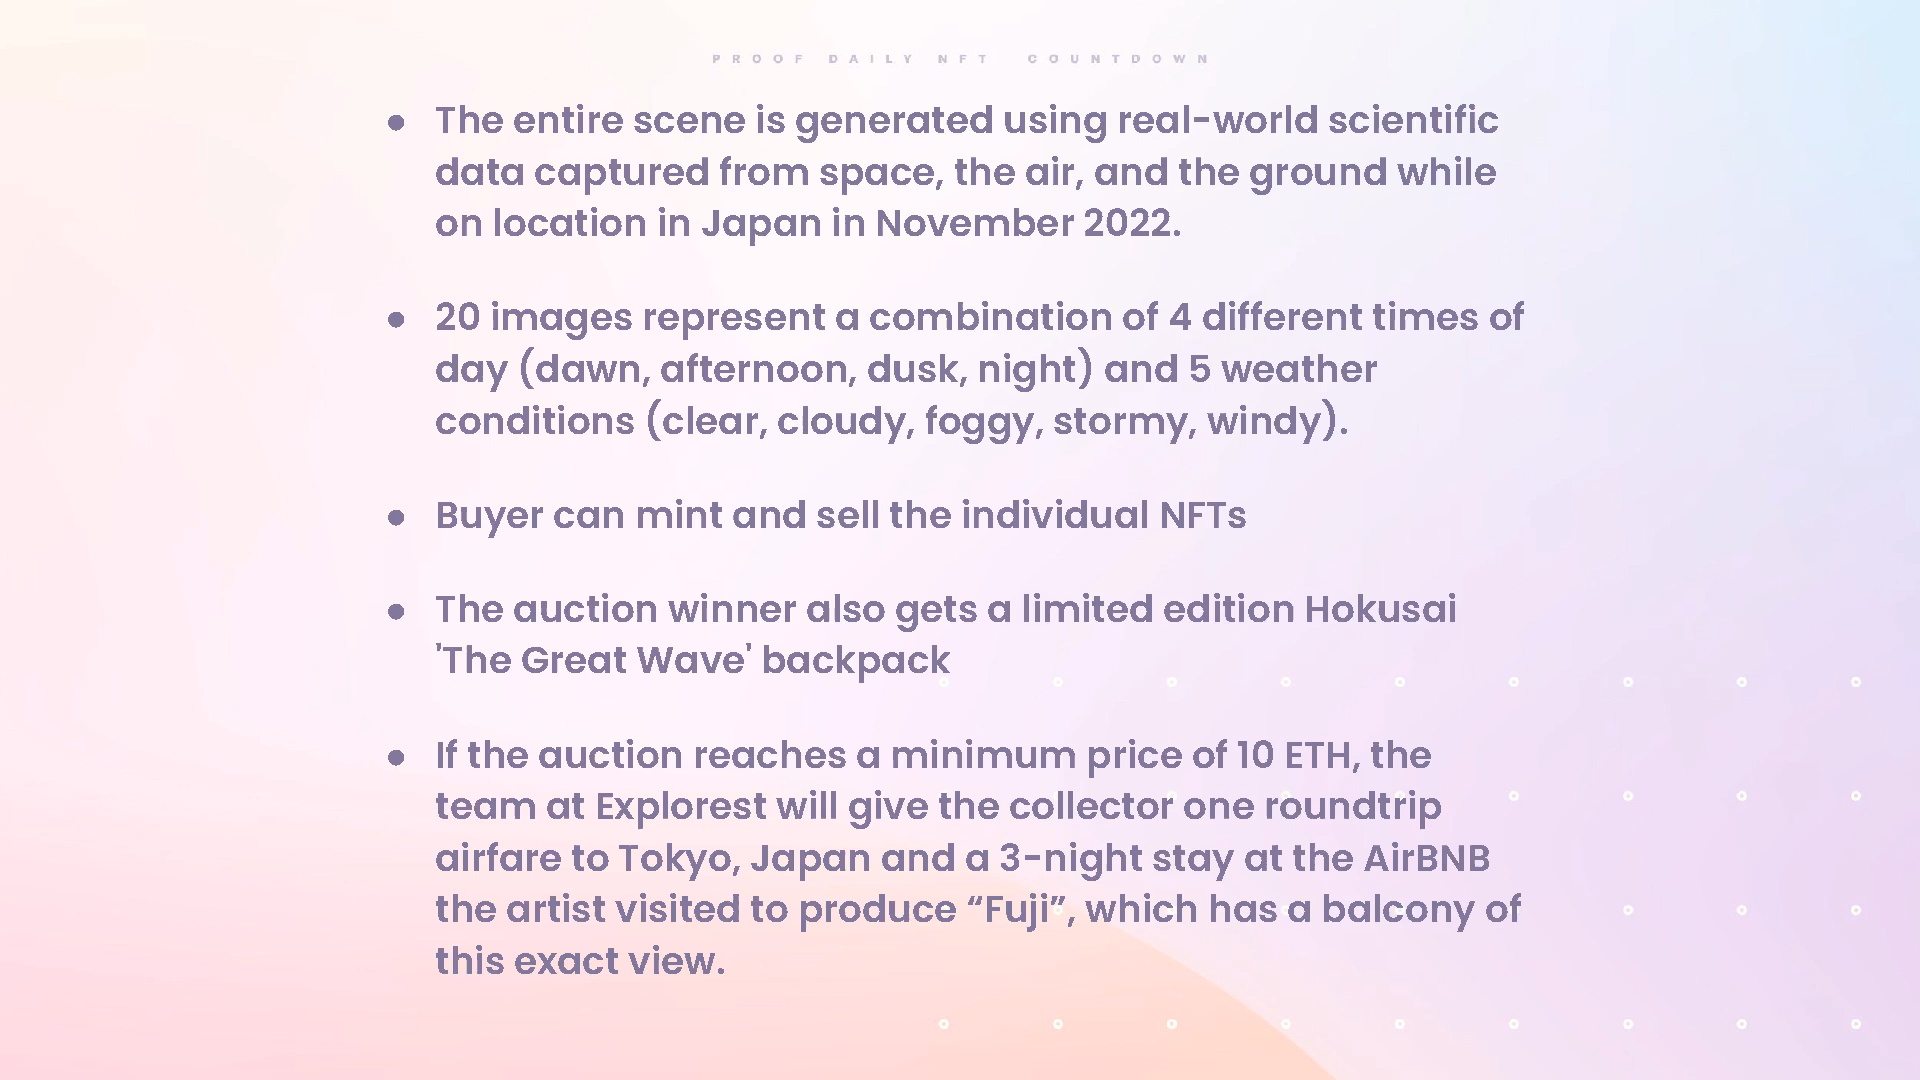 PROOF DAILY NFT COUNTDOWN
● The entire scene is generated using real-world scientific
data captured from space, the air, and the ground while
on location in Japan in November 2022.
● 20 images represent a combination of 4 different times of
day (dawn, afternoon, dusk, night) and 5 weather
conditions (clear, cloudy, foggy, stormy, windy).
● Buyer can mint and sell the individual NFTs
● The auction winner also gets a limited edition Hokusai
'The Great Wave' backpack
● If the auction reaches a minimum price of 10 ETH, the
team at Explorest will give the collector one roundtrip
airfare to Tokyo, Japan and a 3-night stay at the AirBNB
the artist visited to produce “Fuji”, which has a balcony of
this exact view.